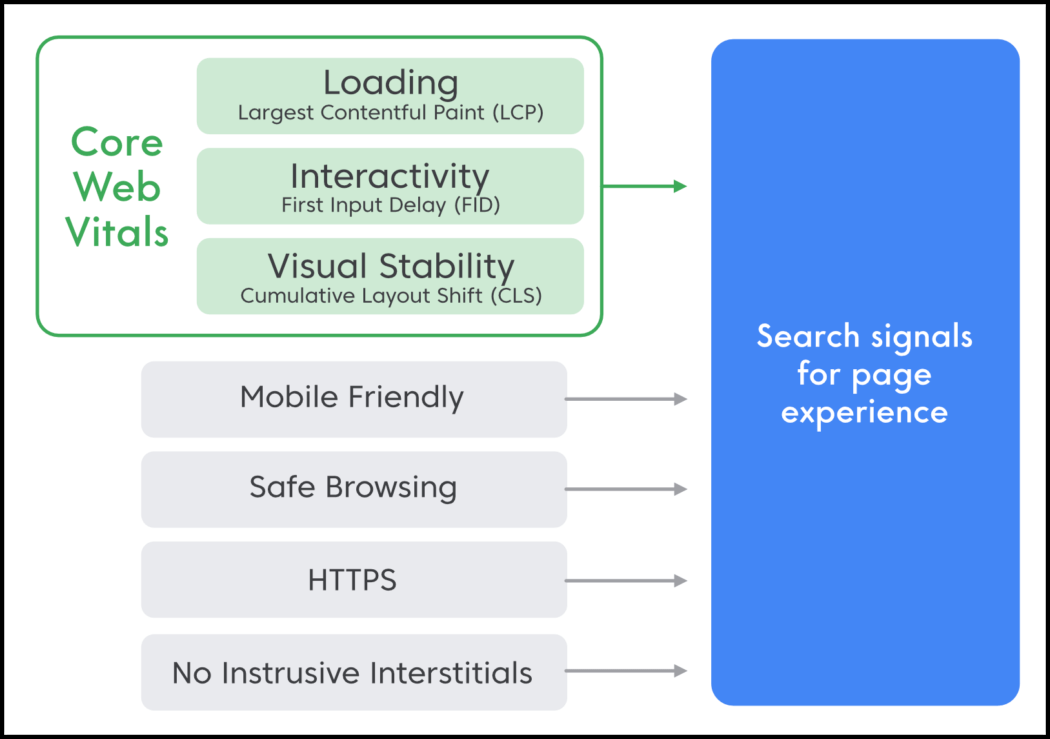 Core
Web
Vitals
Loading
Largest Contentful Paint (LCP)
Interactivity
First Input Delay (FID)
Visual Stability
Cumulative Layout Shift (CLS)
Mobile Friendly
Safe Browsing
HTTPS
No Instrusive Interstitials
Search signals
for page
experience